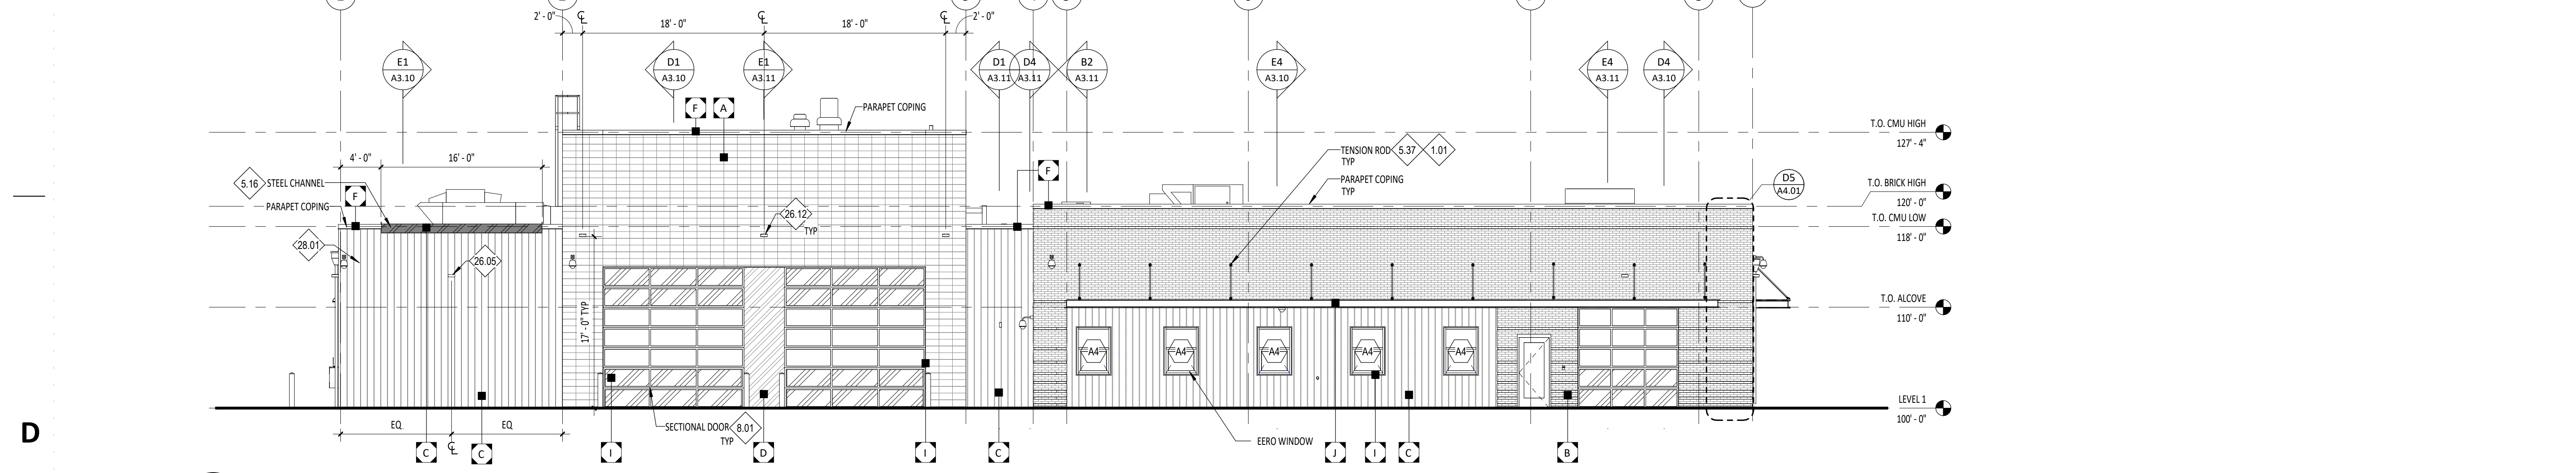 2' - 0"
℄
18' - 0"
℄
18' - 0"
℄
2' - 0"
E1
A3.10
D1
A3.10
E1
A3.11
D1
A3.11
D4
A3.11
B2
A3.11
E4
A3.10
E4
A3.11
D4
A3.10
F
A
PARAPET COPING
T.O. CMU HIGH
127' - 4"
4' - 0"
16' - 0"
TENSION ROD
TYP
5.37
1.01
F
PARAPET COPING
TYP
5.16
STEEL CHANNEL
F
PARAPET COPING
D5
A4.01
T.O. BRICK HIGH
120' - 0"
26.12
TYP
T.O. CMU LOW
118' - 0"
28.01
26.05
T.O. ALCOVE
110' - 0"
17' - 0" TYP
A4
A4
A4
A4
A4
LEVEL 1
100' - 0"
EQ
EQ
℄
SECTIONAL DOOR
TYP
8.01
EERO WINDOW
D
C
C
I
D
I
C
J
I
C
B